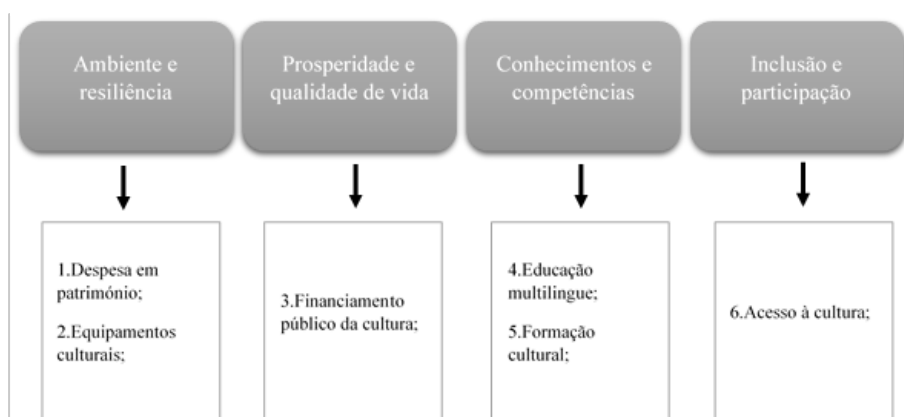 Ambiente e
resiliência
Prosperidade e
qualidade de vida
Conhecimentos e
competências
Inclusão e
participação
1.Despesa em
património;
2.Equipamentos
culturais;
3.Financiamento
público da cultura;
4.Educação
multilingue;
5.Formação
cultural;
6.Acesso à cultura;